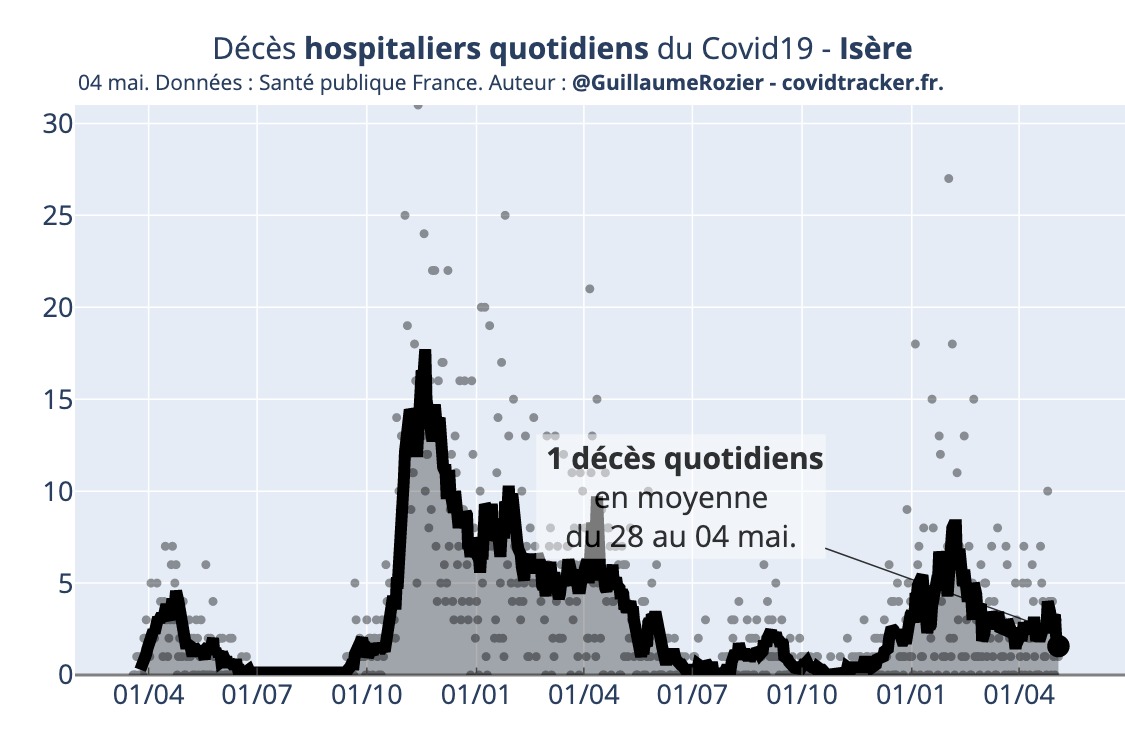 Décès hospitaliers quotidiens du Covid19 - Isère
04 mai. Données : Santé publique France. Auteur : @GuillaumeRozier - covidtracker.fr.
30
25
20
15
10
5
0
1 décès quotidiens
en moyenne
du 28 au 04 mai.
01/04 01/07 01/10 01/01 01/04 01/07 01/10 01/01 01/04